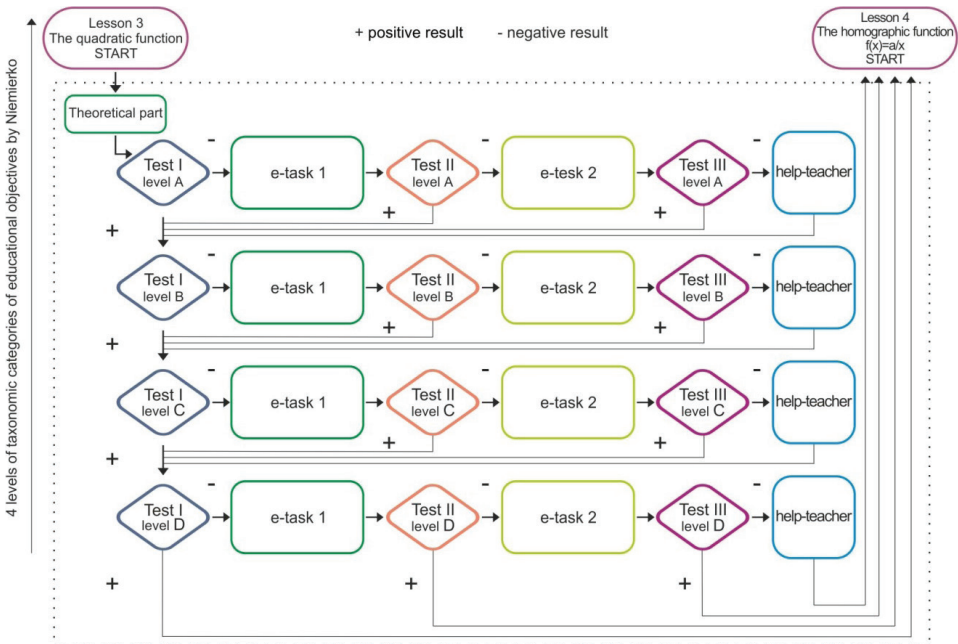 4 levels of taxonomic categories of educational objectives by Niemierko
Lesson 3
The quadratic function
START
+ positive result
- negative result
Lesson 4
The homographic function
f(x)=a/x
START
Theoretical part
-
-
-
Test I
level A
e-task 1
Test II
level A
e-tesk 2
Test III
level A
help-teacher
+
+
+
-
-
-
Test I
level B
e-task 1
Test II
level B
e-task 2
Test III
level B
help-teacher
+
+
+
-
-
-
Test I
level C
e-task 1
Test II
level C
e-task 2
Test III
level C
help-teacher
+
+
+
-
-
-
Test I
level D
e-task 1
Test II
level D
e-task 2
Test III
level D
help-teacher
+
+
+